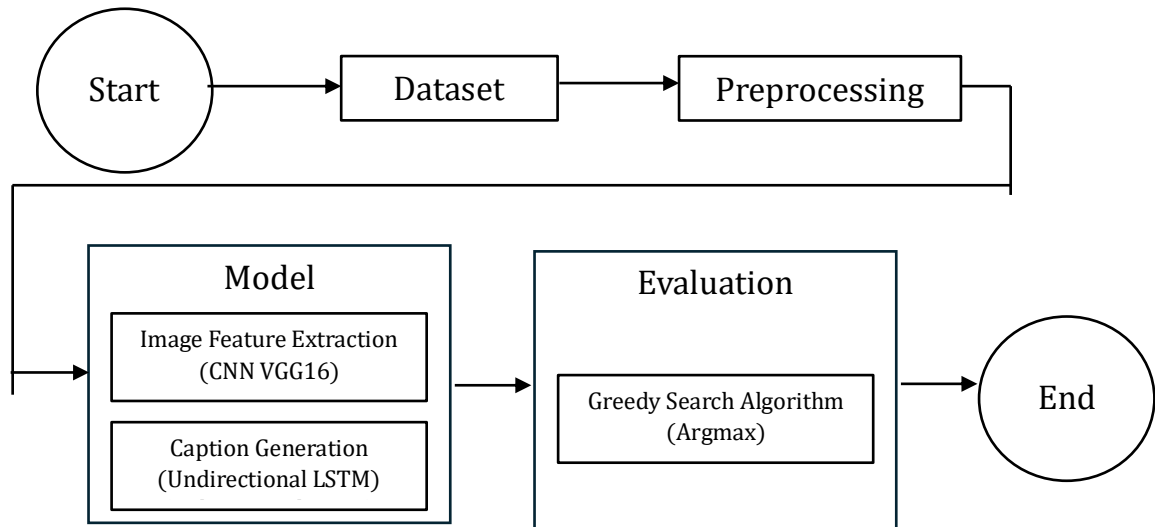 Start
Dataset
Preprocessing
Model
Image Feature Extraction
(CNN VGG16)
Caption Generation
(Undirectional LSTM)
Evaluation
Greedy Search Algorithm
(Argmax)
End